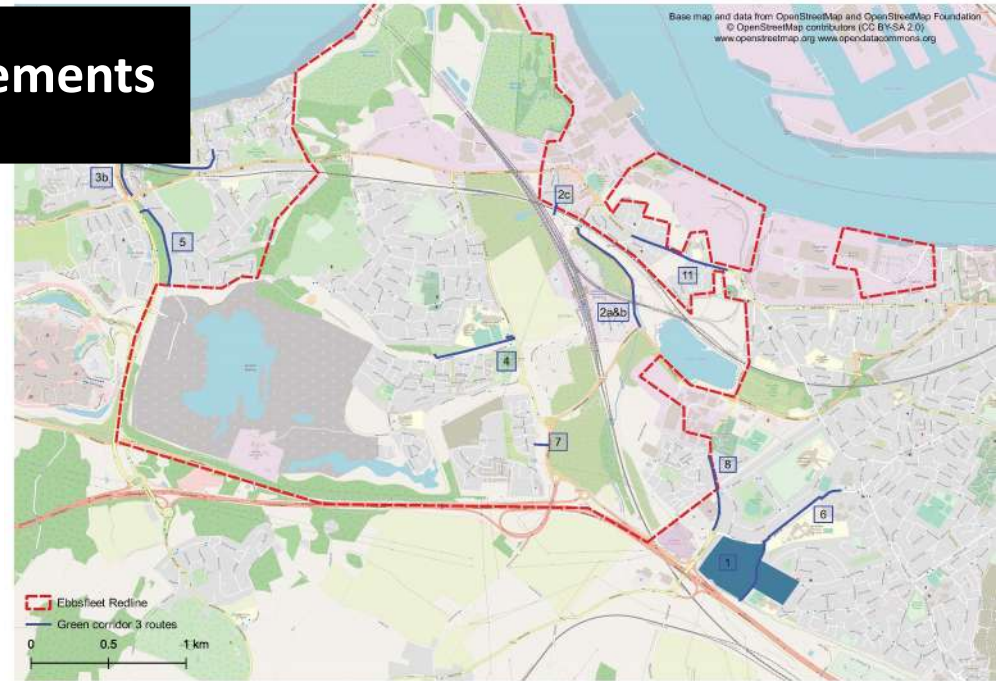 ements
Base map and data from OpenStreetMap and OpenStreetMap Foundation
© OpenStreetMap contributors (CC BY-SA 2.0)
www.openstreetmap.org www.opendatacommons.org
3b
2c
5
11
2a&b
4
7
8
6
1
Ebbsfleet Redline
Green corridor 3 routes
0 0.5 1 km